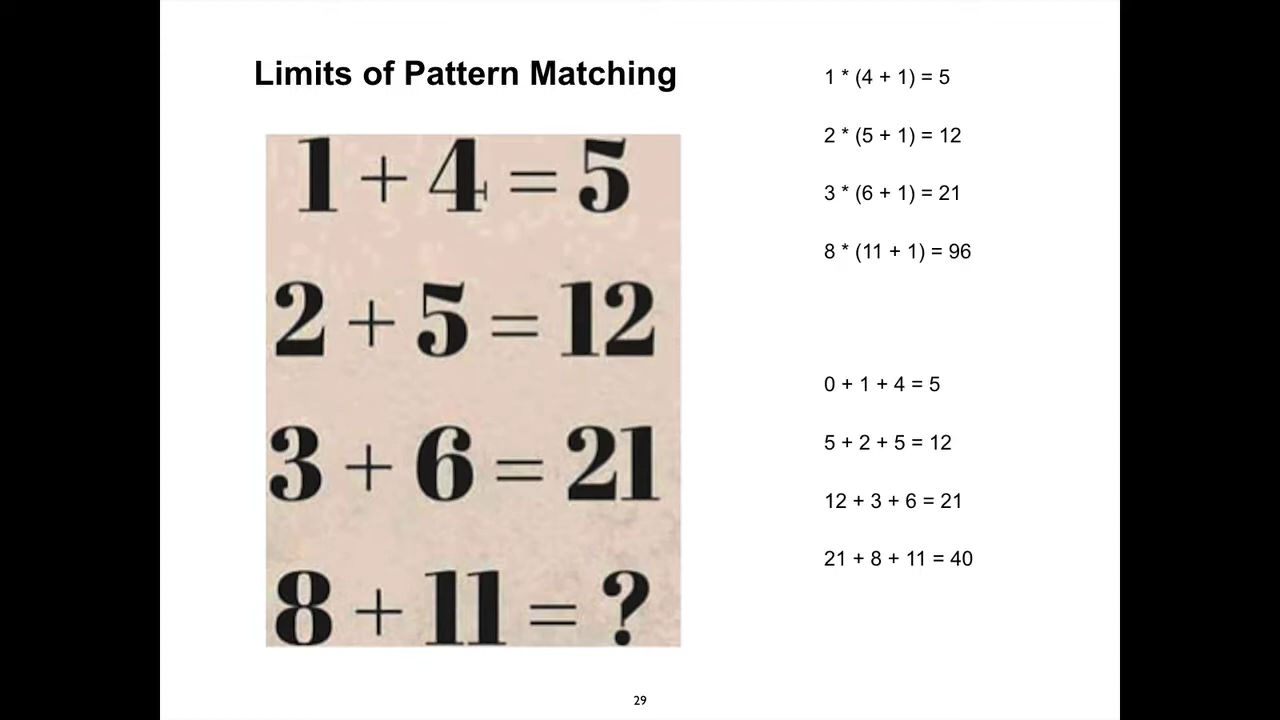 Limits of Pattern Matching
1 + 4 = 5
2 + 5 = 12
3 + 6 = 21
8 + 11 = ?
1 * (4 + 1) = 5
2 * (5 + 1) = 12
3 * (6 + 1) = 21
8 * (11 + 1) = 96
0 + 1 + 4 = 5
5 + 2 + 5 = 12
12 + 3 + 6 = 21
21 + 8 + 11 = 40
29